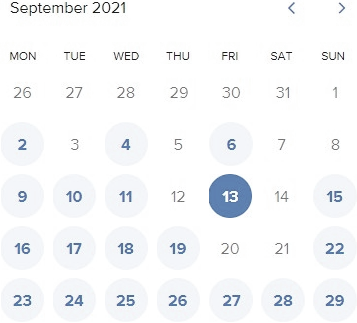 September 2021
MON TUE WED THU FRI SAT SUN
26 27 28 29 30 31 1
2 3 4 5 6 7 8
9 10 11 12 13 14 15
16 17 18 19 20 21 22
23 24 25 26 27 28 29